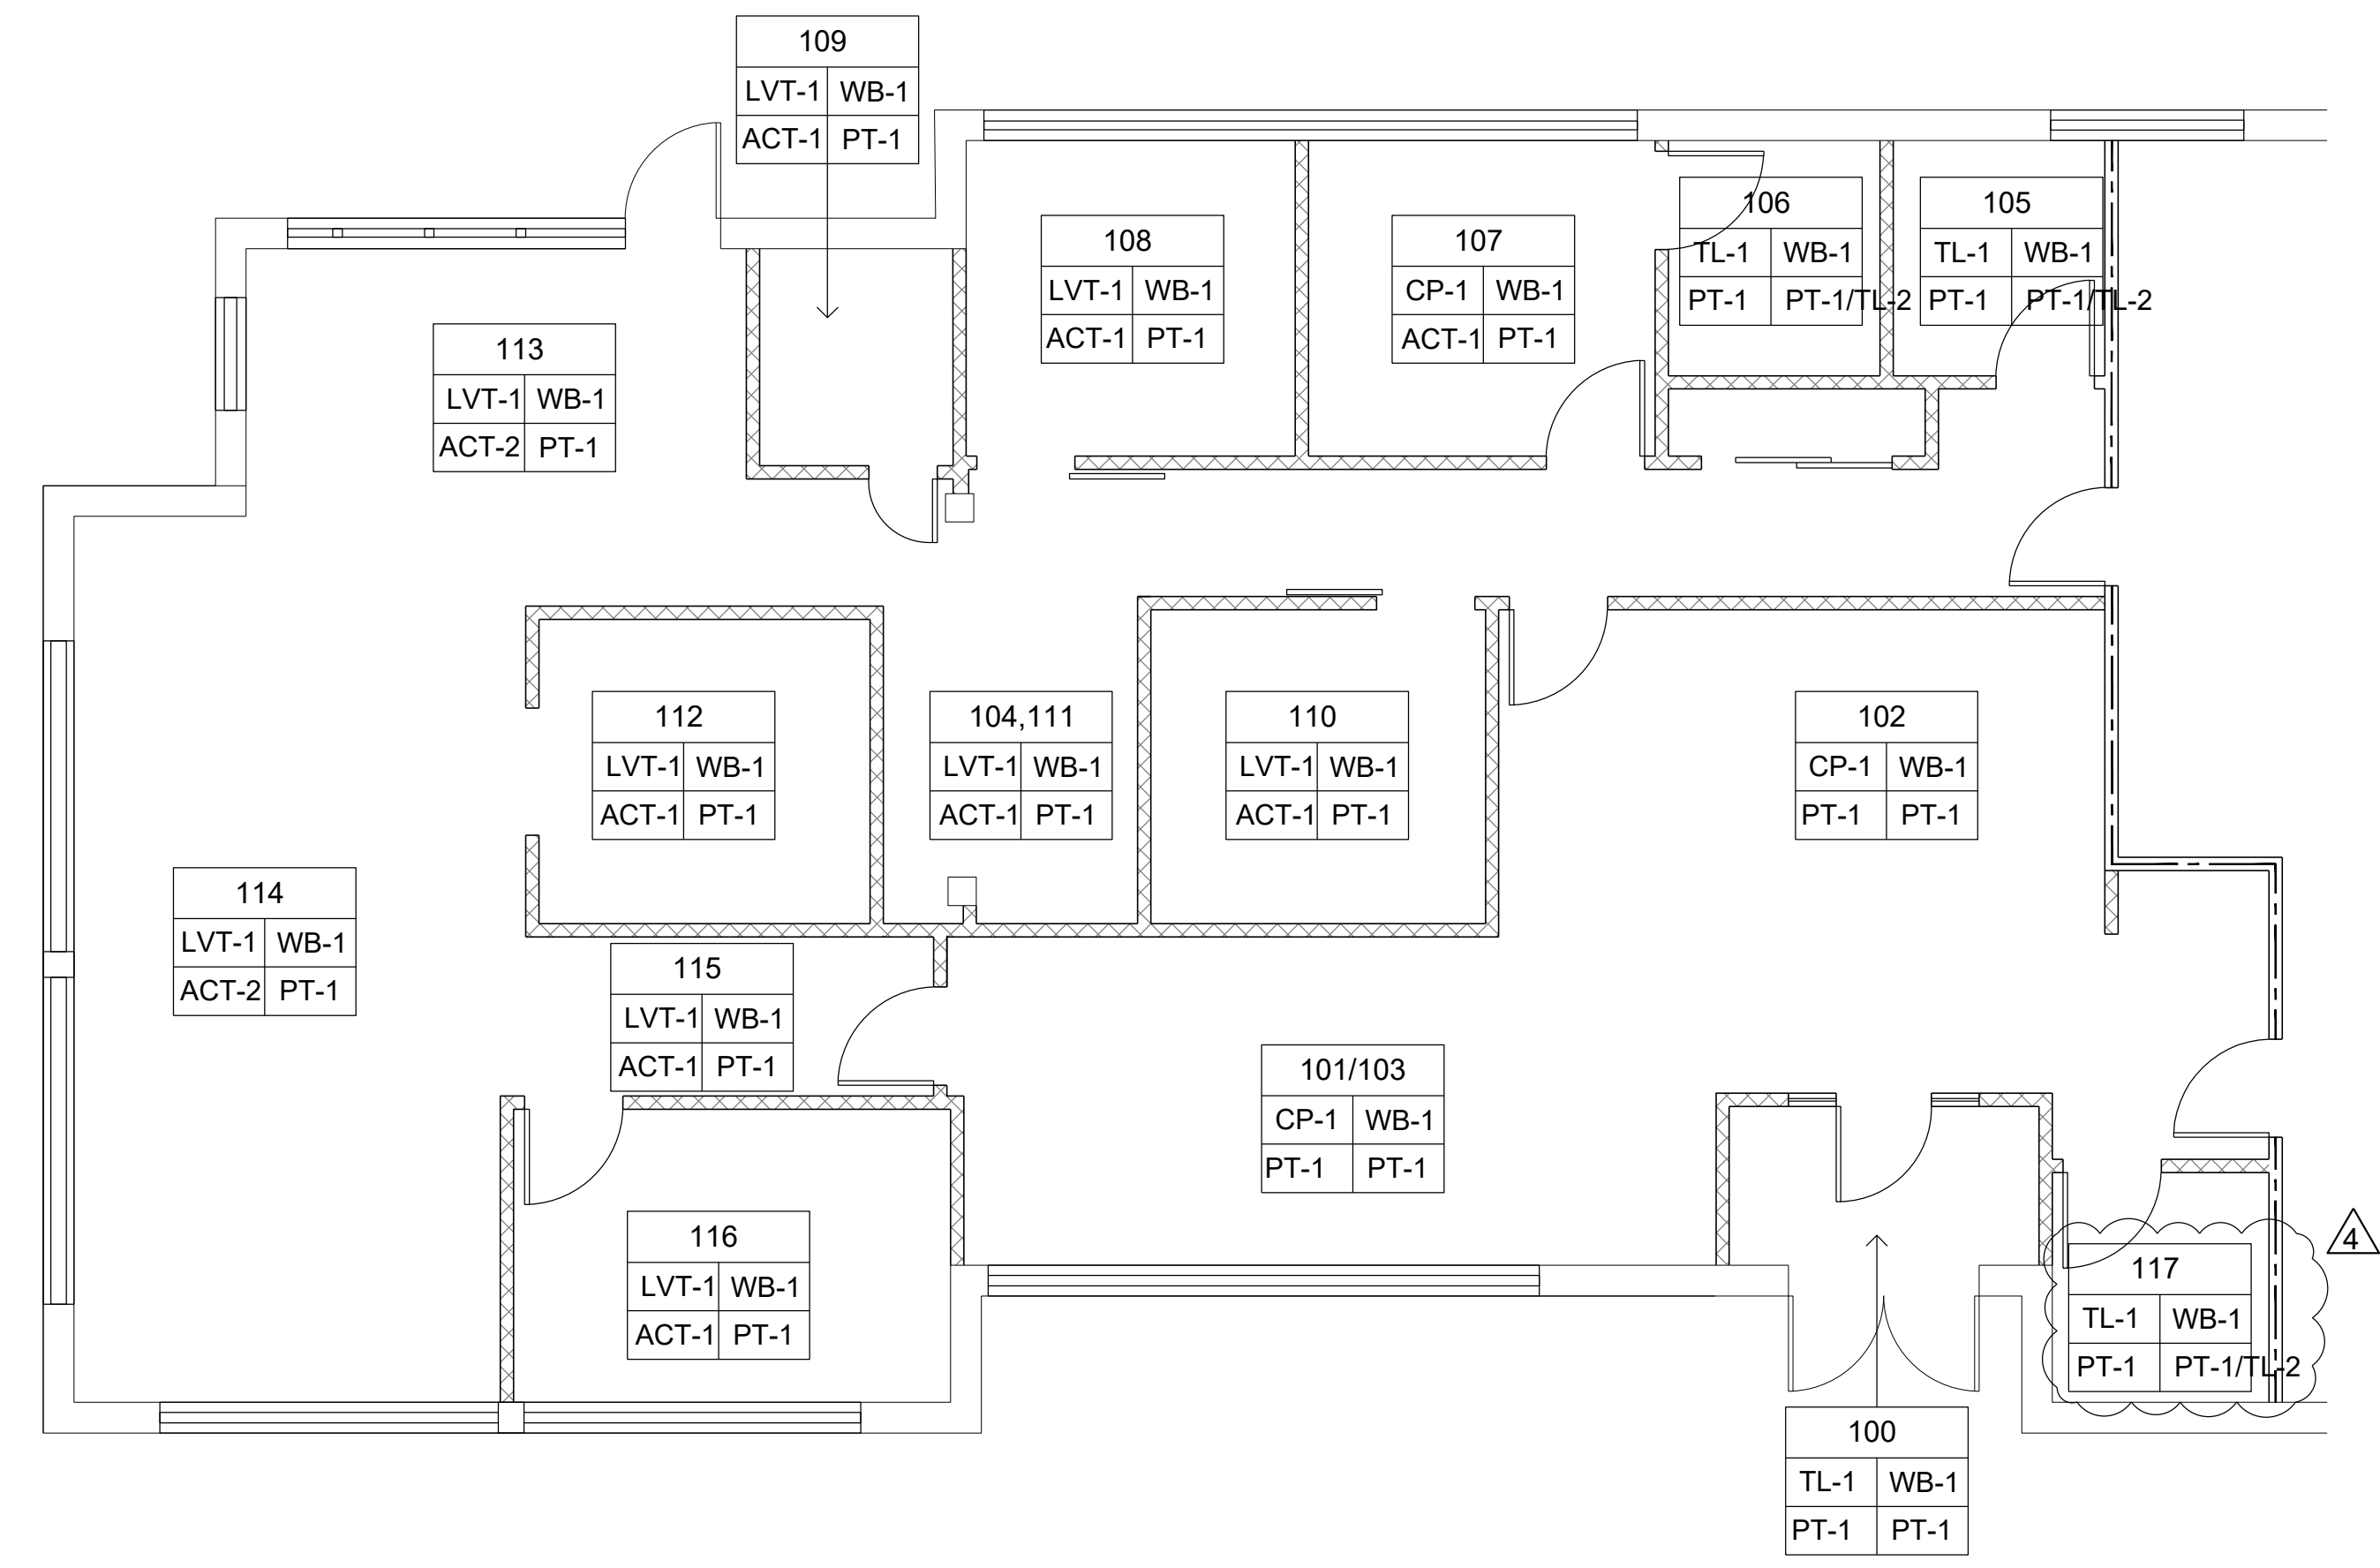 109
LVT-1 WB-1
ACT-1 PT-1
106
TL-1 WB-1
PT-1 PT-1/TL-2
105
TL-1 WB-1
PT-1 PT-1/TL-2
108
LVT-1 WB-1
ACT-1 PT-1
107
CP-1 WB-1
ACT-1 PT-1
113
LVT-1 WB-1
ACT-2 PT-1
112
LVT-1 WB-1
ACT-1 PT-1
104,111
LVT-1 WB-1
ACT-1 PT-1
110
LVT-1 WB-1
ACT-1 PT-1
102
CP-1 WB-1
PT-1 PT-1
114
LVT-1 WB-1
ACT-2 PT-1
115
LVT-1 WB-1
ACT-1 PT-1
101/103
CP-1 WB-1
PT-1 PT-1
116
LVT-1 WB-1
ACT-1 PT-1
4
117
TL-1 WB-1
PT-1 PT-1/TL-2
100
TL-1 WB-1
PT-1 PT-1